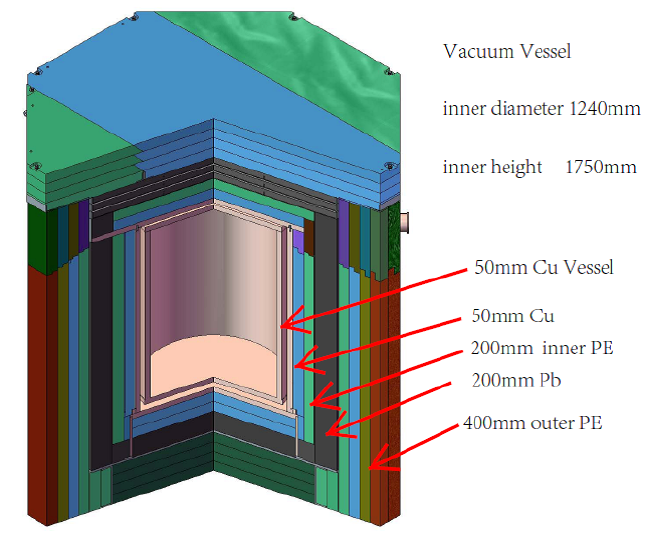 Vacuum Vessel
inner diameter 1240mm
inner height 1750mm
50mm Cu Vessel
50mm Cu
200mm inner PE
200mm Pb
400mm outer PE